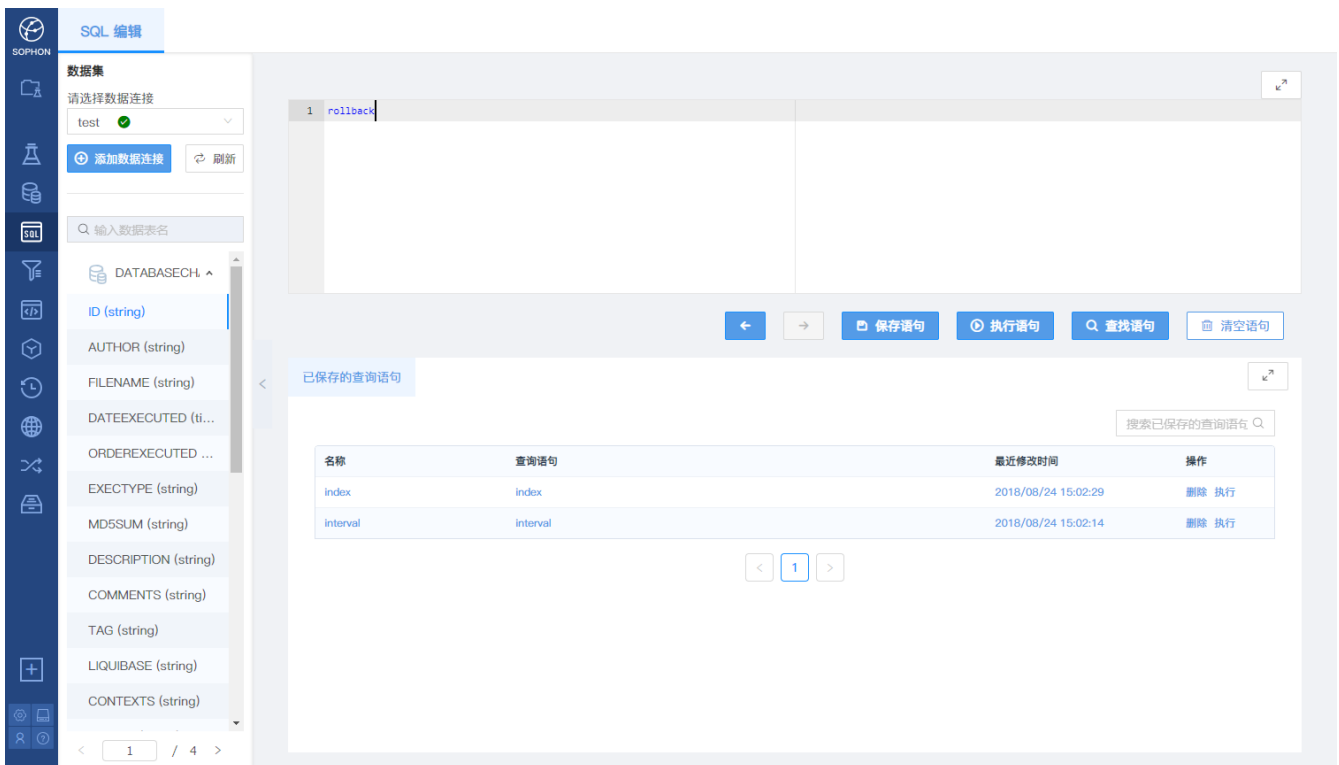 SOPHON
SQL 编辑
数据集
请选择数据连接
test
添加数据连接
刷新
输入数据表名
DATABASECH
ID (string)
AUTHOR (string)
FILENAME (string)
DATEEXECUTED (ti...
ORDEREXECUTED ...
EXECTYPE (string)
MD5SUM (string)
DESCRIPTION (string)
COMMENTS (string)
TAG (string)
LIQUIBASE (string)
CONTEXTS (string)
< 1 / 4 >
SQL
1 rollback
保存语句 执行语句 查找语句 清空语句
已保存的查询语句
搜索已保存的查询语句
名称 查询语句 最近修改时间 操作
index index 2018/08/24 15:02:29 删除 执行
interval interval 2018/08/24 15:02:14 删除 执行
< 1 >